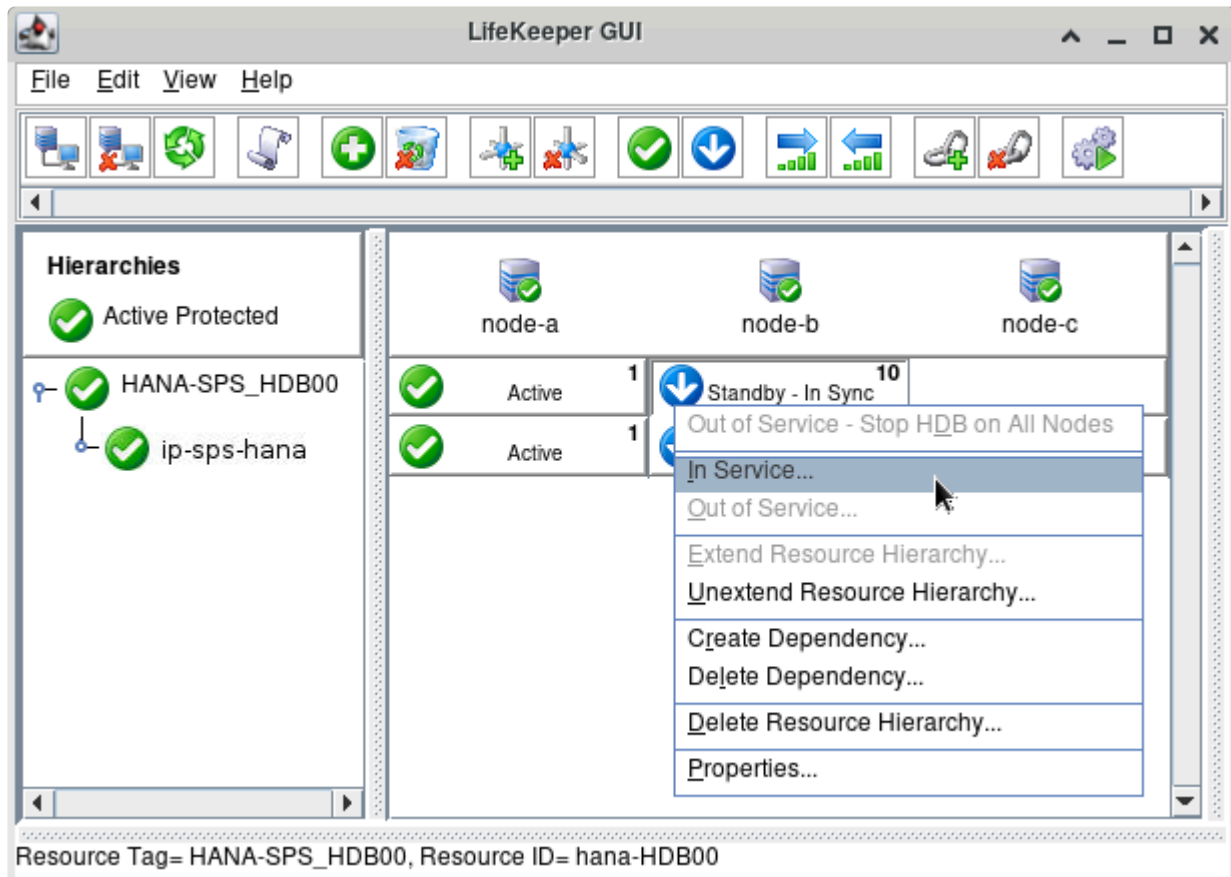 LifeKeeper GUI
File Edit View Help
Hierarchies
Active Protected
node-a node-b node-c
HANA-SPS_HDB00 Active 1 Standby - In Sync 10
ip-sps-hana Active 1
Out of Service - Stop HDB on All Nodes
In Service...
Out of Service...
Extend Resource Hierarchy...
Unextend Resource Hierarchy...
Create Dependency...
Delete Dependency...
Delete Resource Hierarchy...
Properties...
Resource Tag= HANA-SPS_HDB00, Resource ID= hana-HDB00